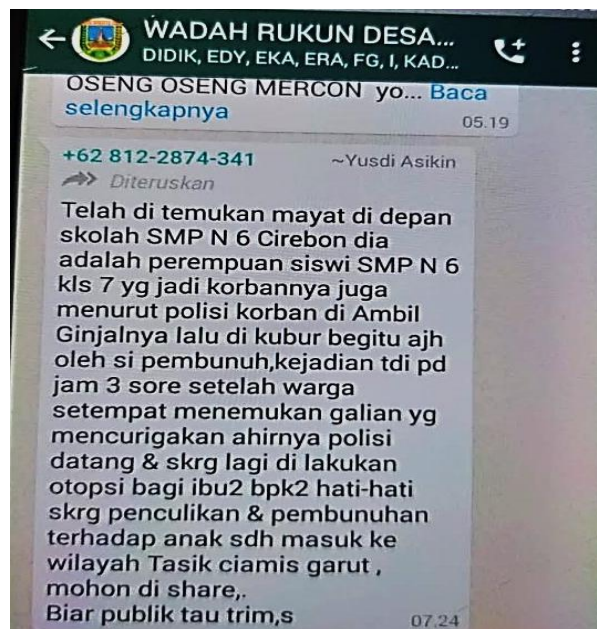 WADAH RUKUN DESA...
DIDIK, EDY, EKA, ERA, FG, I, KAD...
OSENG OSENG MERCON yo... Baca
selengkapnya
05.19
+62 812-2874-341 ~Yusdi Asikin
Diteruskan
Telah di temukan mayat di depan
skolah SMP N 6 Cirebon dia
adalah perempuan siswi SMP N 6
kls 7 yg jadi korbannya juga
menurut polisi korban di Ambil
Ginjalnya lalu di kubur begitu ajh
oleh si pembunuh,kejadian tdi pd
jam 3 sore setelah warga
setempat menemukan galian yg
mencurigakan ahirnya polisi
datang & skrg lagi di lakukan
otopsi bagi ibu2 bpk2 hati-hati
skrg penculikan & pembunuhan
terhadap anak sdh masuk ke
wilayah Tasik ciamis garut ,
mohon di share,.
Biar publik tau trim,s
07.24